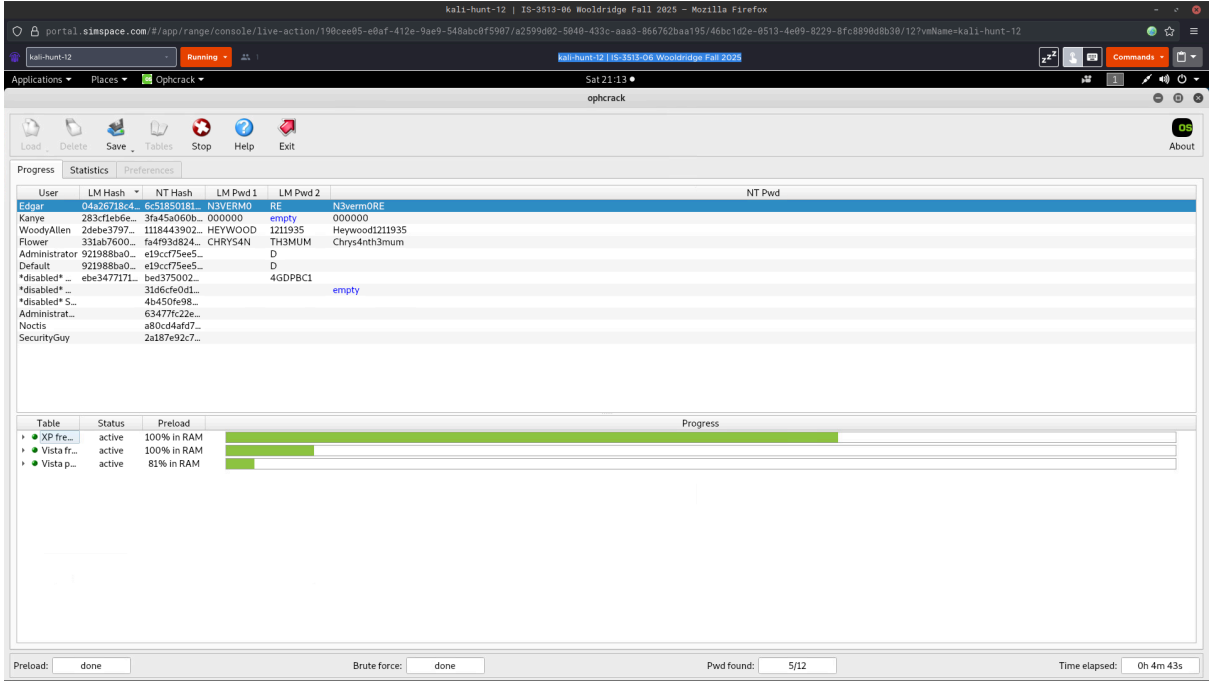 kali-hunt-12 | IS-3513-06 Wooldridge Fall 2025 — Mozilla Firefox
portal.simspace.com/#/app/range/console/live-action/190cee05-e0af-412e-9ae9-548abc0f5907/a2599d02-5040-433c-aaa3-866762baa195/46bc1d2e-0513-4e09-8229-8fc8890d8b30/12?vmName=kali-hunt-12
kali-hunt-12 Running 1 kali-hunt-12 | IS-3513-06 Wooldridge Fall 2025 zzZ Commands
Applications Places Ophcrack Sat 21:13 1
ophcrack
Load Delete Save Tables Stop Help Exit OS About
Progress Statistics Preferences
User LM Hash NT Hash LM Pwd 1 LM Pwd 2 NT Pwd
Edgar 04a26718c4... 6c51850181... N3VERM0 RE N3verm0RE
Kanye 283cf1eb6e... 3fa45a060b... 000000 empty 000000
WoodyAllen 2debe3797... 1118443902... HEYWOOD 1211935 Heywood1211935
Flower 331ab7600... fa4f93d824... CHRYS4N TH3MUM Chrys4nth3mum
Administrator 921988ba0... e19ccf75ee5... D
Default 921988ba0... e19ccf75ee5... D
*disabled* ... ebe3477171... bed375002... 4GDPBC1
*disabled* ... 31d6cfe0d1... empty
*disabled* S... 4b450fe98...
Administrat... 63477fc22e...
Noctis a80cd4afd7...
SecurityGuy 2a187e92c7...
Table Status Preload Progress
XP fre... active 100% in RAM
Vista fr... active 100% in RAM
Vista p... active 81% in RAM
Preload: done Brute force: done Pwd found: 5/12 Time elapsed: 0h 4m 43s